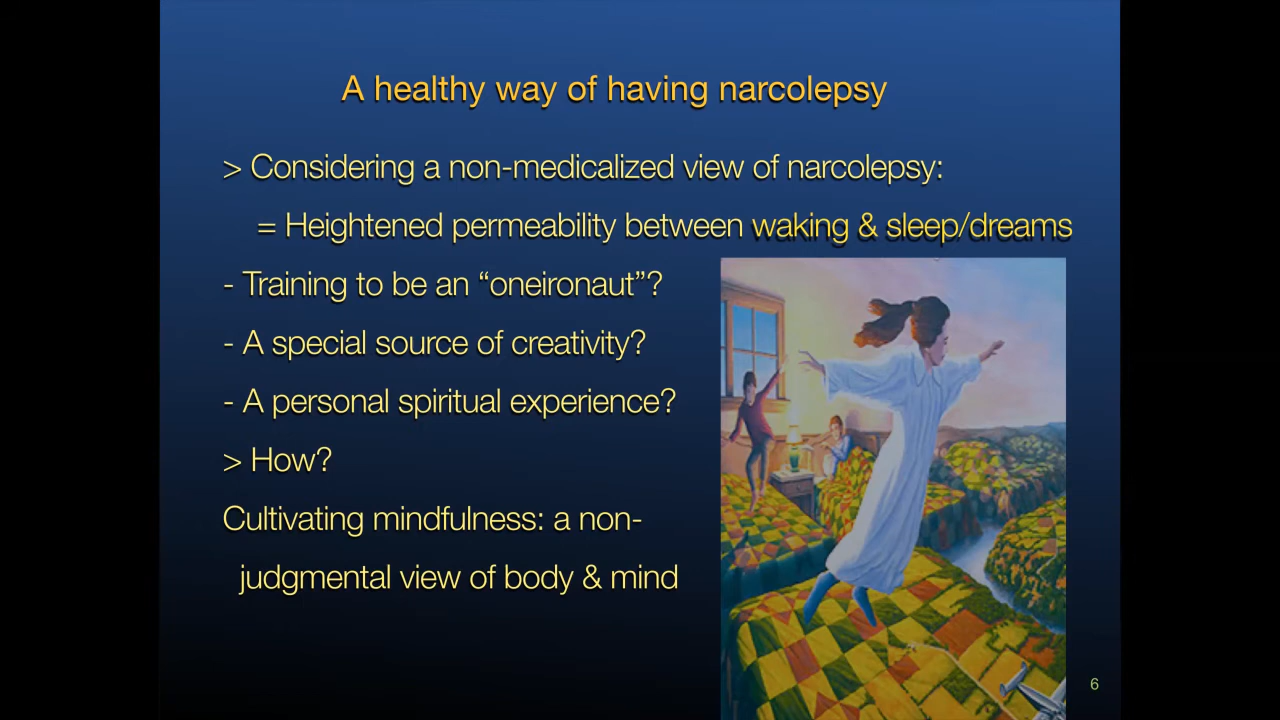 A healthy way of having narcolepsy
> Considering a non-medicalized view of narcolepsy:
= Heightened permeability between waking & sleep/dreams
- Training to be an “oneironaut”?
- A special source of creativity?
- A personal spiritual experience?
> How?
Cultivating mindfulness: a non-
judgmental view of body & mind
6